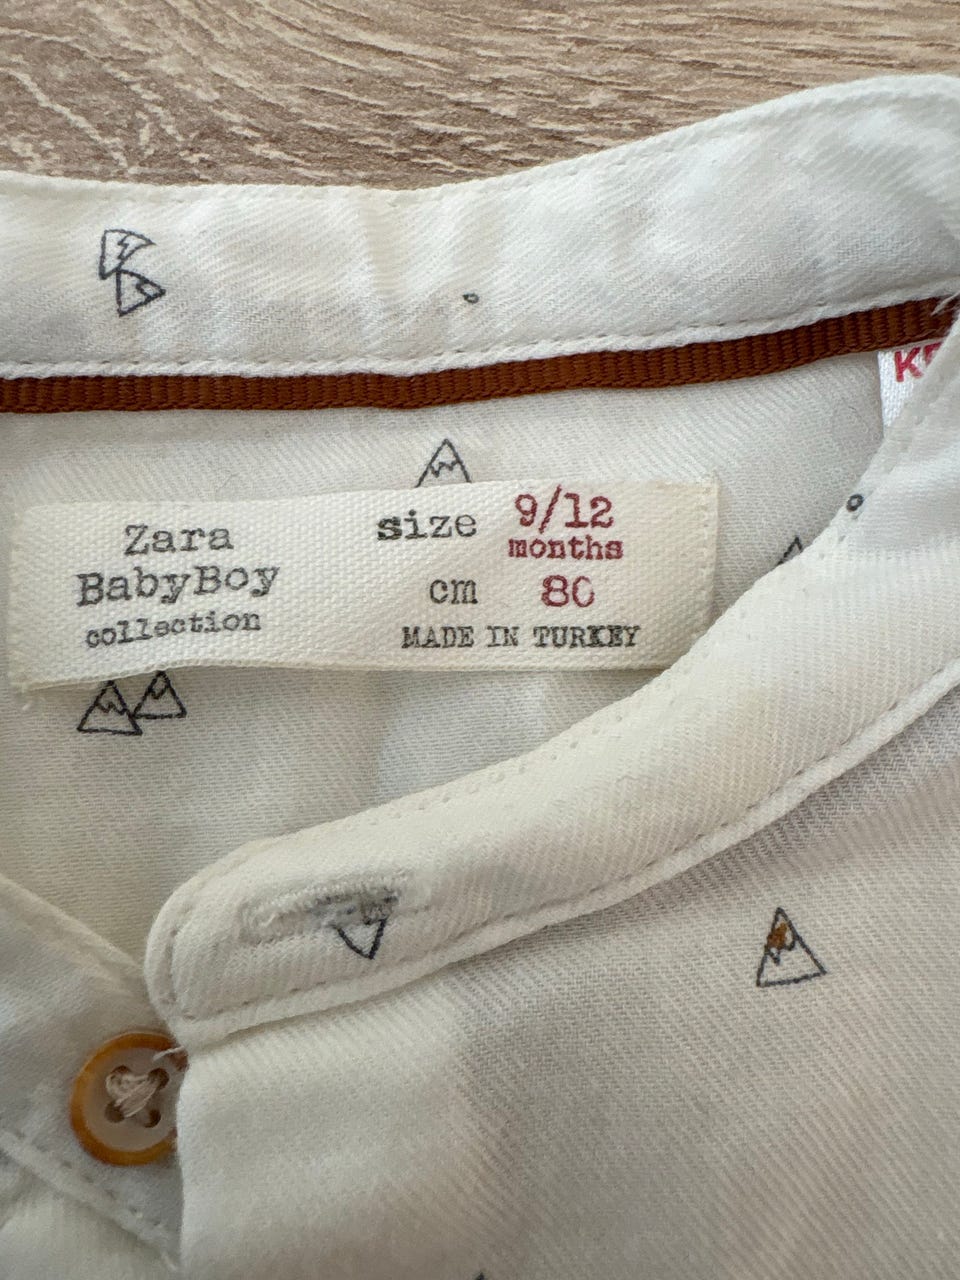 Zara
BabyBoy
collection
size 9/12
months
cm 80
MADE IN TURKEY